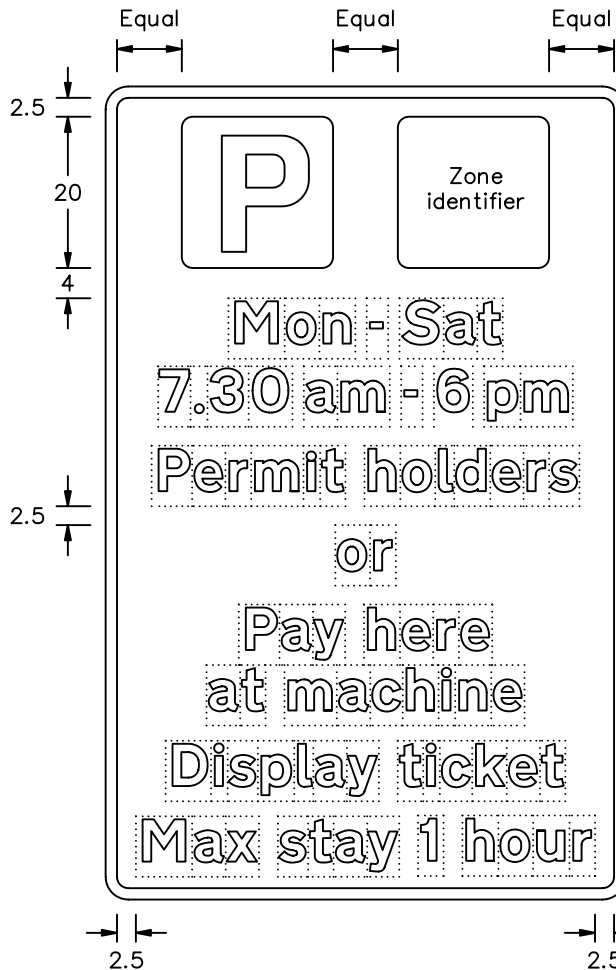 Equal Equal Equal
2.5
P
20
Zone
identifier
4
Mon - Sat
7.30 am - 6 pm
Permit holders
2.5
or
Pay here
at machine
Display ticket
Max stay 1 hour
2.5 2.5